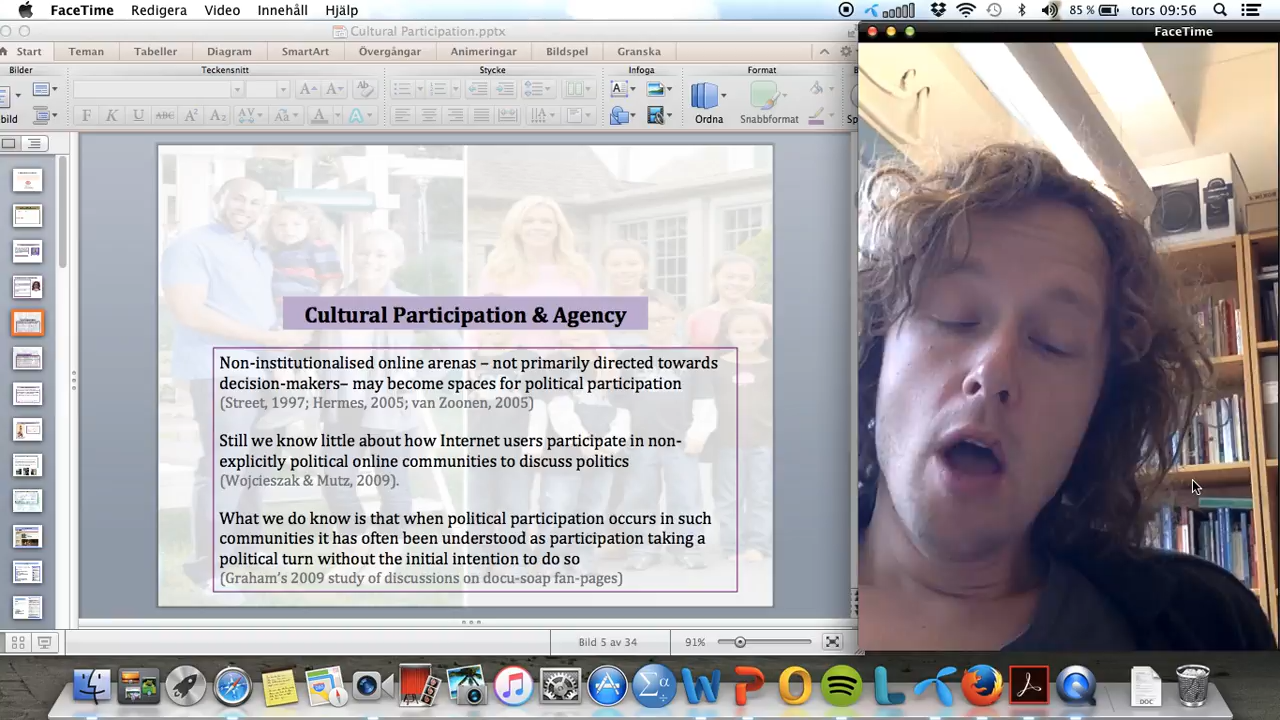 FaceTime Redigera Video Innehåll Hjälp 85 % tors 09:56
Cultural Participation.pptx
FaceTime
Start Teman Tabeller Diagram SmartArt Övergångar Animeringar Bildspel Granska
Bilder Teckensnitt Stycke Infoga Format
F K U ABC A² A₂
bild Ordna Snabbformat
Cultural Participation & Agency
Non-institutionalised online arenas – not primarily directed towards
decision-makers– may become spaces for political participation
(Street, 1997; Hermes, 2005; van Zoonen, 2005)
Still we know little about how Internet users participate in non-
explicitly political online communities to discuss politics
(Wojcieszak & Mutz, 2009).
What we do know is that when political participation occurs in such
communities it has often been understood as participation taking a
political turn without the initial intention to do so
(Graham's 2009 study of discussions on docu-soap fan-pages)
Bild 5 av 34 91%
DOC